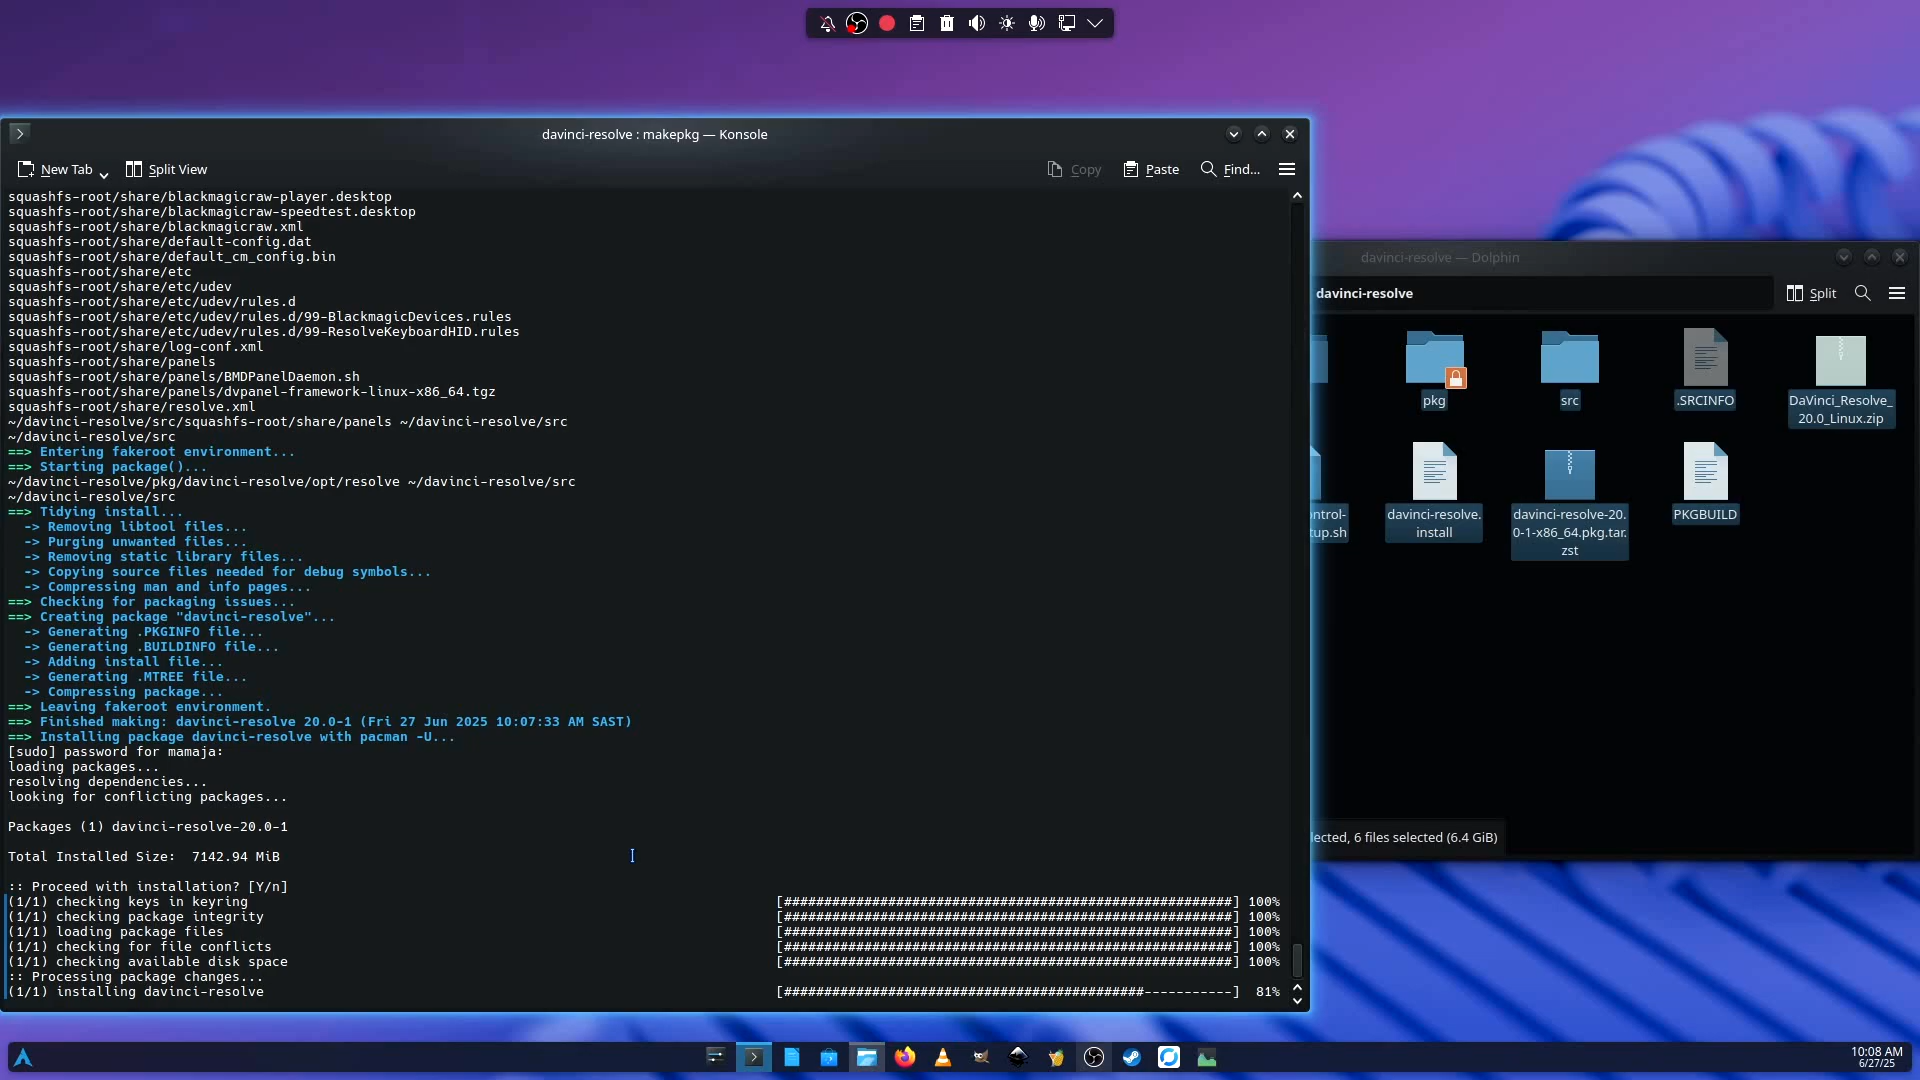 davinci-resolve : makepkg — Konsole
New Tab
Split View
Copy
Paste
Find...
squashfs-root/share/blackmagicraw-player.desktop
squashfs-root/share/blackmagicraw-speedtest.desktop
squashfs-root/share/blackmagicraw.xml
squashfs-root/share/default-config.dat
squashfs-root/share/default_cm_config.bin
squashfs-root/share/etc
squashfs-root/share/etc/udev
squashfs-root/share/etc/udev/rules.d
squashfs-root/share/etc/udev/rules.d/99-BlackmagicDevices.rules
squashfs-root/share/etc/udev/rules.d/99-ResolveKeyboardHID.rules
squashfs-root/share/log-conf.xml
squashfs-root/share/panels
squashfs-root/share/panels/BMDPanelDaemon.sh
squashfs-root/share/panels/dvpanel-framework-linux-x86_64.tgz
squashfs-root/share/resolve.xml
~/davinci-resolve/src/squashfs-root/share/panels ~/davinci-resolve/src
~/davinci-resolve/src
==> Entering fakeroot environment...
==> Starting package()...
~/davinci-resolve/pkg/davinci-resolve/opt/resolve ~/davinci-resolve/src
~/davinci-resolve/src
==> Tidying install...
-> Removing libtool files...
-> Purging unwanted files...
-> Removing static library files...
-> Copying source files needed for debug symbols...
-> Compressing man and info pages...
==> Checking for packaging issues...
==> Creating package "davinci-resolve"...
-> Generating .PKGINFO file...
-> Generating .BUILDINFO file...
-> Adding install file...
-> Generating .MTREE file...
-> Compressing package...
==> Leaving fakeroot environment.
==> Finished making: davinci-resolve 20.0-1 (Fri 27 Jun 2025 10:07:33 AM SAST)
==> Installing package davinci-resolve with pacman -U...
[sudo] password for mamaja:
loading packages...
resolving dependencies...
looking for conflicting packages...
Packages (1) davinci-resolve-20.0-1
Total Installed Size:  7142.94 MiB
:: Proceed with installation? [Y/n]
(1/1) checking keys in keyring [########################################################] 100%
(1/1) checking package integrity [########################################################] 100%
(1/1) loading package files [########################################################] 100%
(1/1) checking for file conflicts [########################################################] 100%
(1/1) checking available disk space [########################################################] 100%
:: Processing package changes...
(1/1) installing davinci-resolve [#############################################-----------] 81%
davinci-resolve — Dolphin
davinci-resolve
Split
pkg
src
.SRCINFO
DaVinci_Resolve_
20.0_Linux.zip
ntrol-
tup.sh
davinci-resolve.
install
davinci-resolve-20.
0-1-x86_64.pkg.tar.
zst
PKGBUILD
lected, 6 files selected (6.4 GiB)
10:08 AM
6/27/25